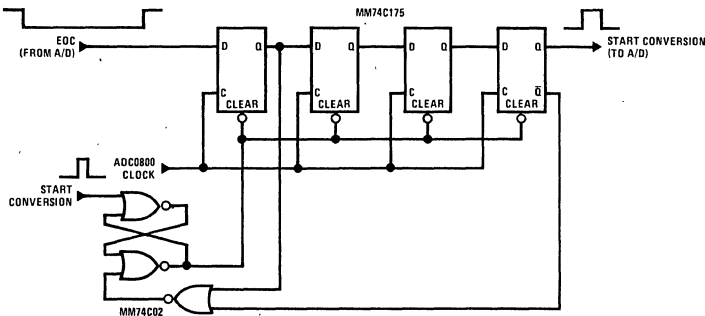 MM74C175
EOC
(FROM A/D)
D Q
D Q
D Q
D Q
START CONVERSION
(TO A/D)
C
C
C
C Q̅
CLEAR
CLEAR
CLEAR
CLEAR
ADC0800
CLOCK
START
CONVERSION
MM74C02